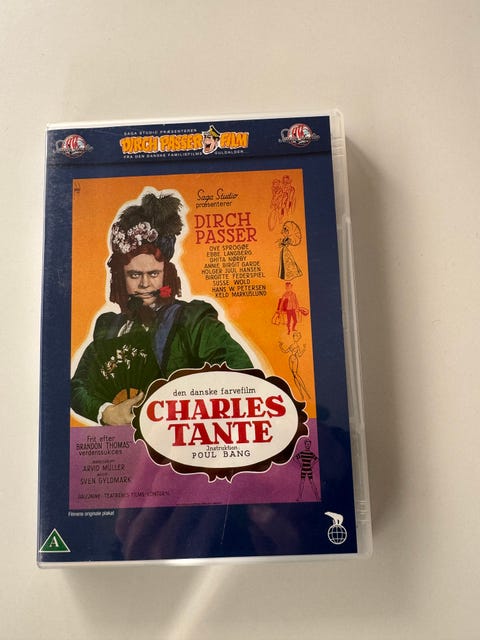 SAGA STUDIO PRÆSENTERER
DIRCH PASSER FILM
FRA DEN DANSKE FAMILIEFILMS GULDALDER
Saga Studio
præsenterer
DIRCH
PASSER
OVE SPROGØE
EBBE LANGBERG
GHITA NØRBY
ANNIE BIRGIT GARDE
HOLGER JUUL HANSEN
BIRGITTE FEDERSPIEL
SUSSE WOLD
HANS W. PETERSEN
KELD MARKUSLUND
den danske farvefilm
CHARLES
TANTE
Instruktion:
POUL BANG
Frit efter
BRANDON THOMAS'
verdenssukces
ARVID MÜLLER
SVEN GYLDMARK
Filmens originale plakat
A